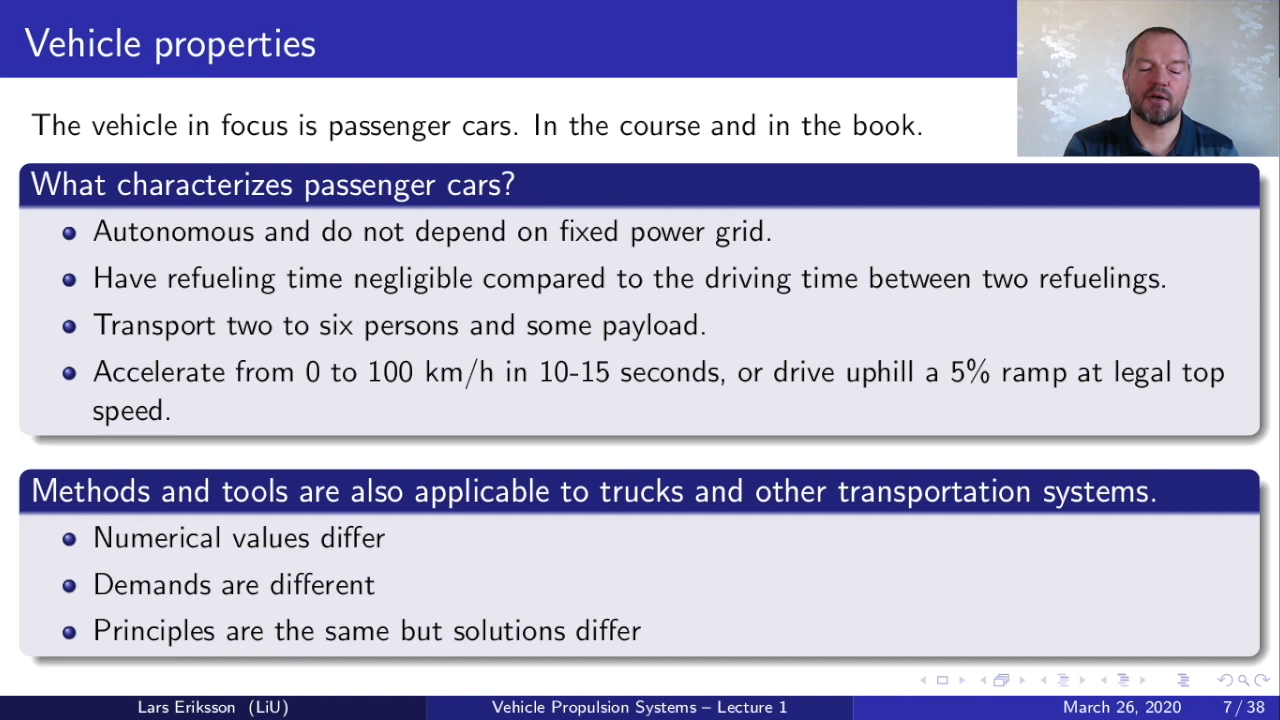 Vehicle properties
The vehicle in focus is passenger cars. In the course and in the book.
What characterizes passenger cars?
Autonomous and do not depend on fixed power grid.
Have refueling time negligible compared to the driving time between two refuelings.
Transport two to six persons and some payload.
Accelerate from 0 to 100 km/h in 10-15 seconds, or drive uphill a 5% ramp at legal top
speed.
Methods and tools are also applicable to trucks and other transportation systems.
Numerical values differ
Demands are different
Principles are the same but solutions differ
Lars Eriksson (LiU) Vehicle Propulsion Systems – Lecture 1 March 26, 2020 7 / 38